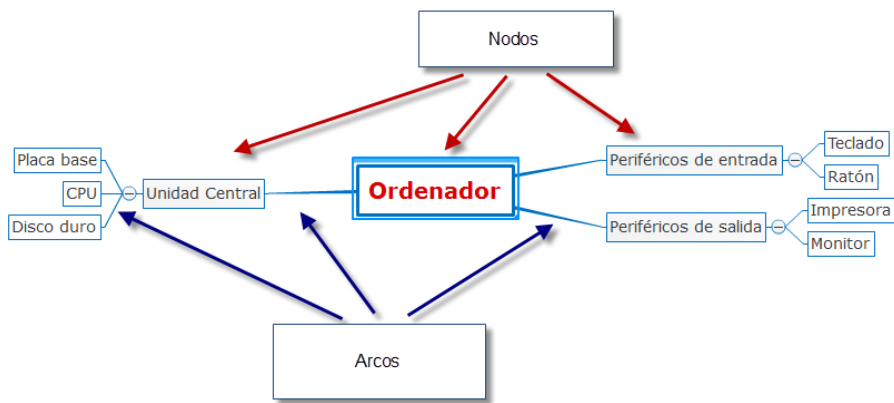 Nodos
Placa base
CPU
Disco duro
Unidad Central
Ordenador
Periféricos de entrada
Teclado
Ratón
Periféricos de salida
Impresora
Monitor
Arcos